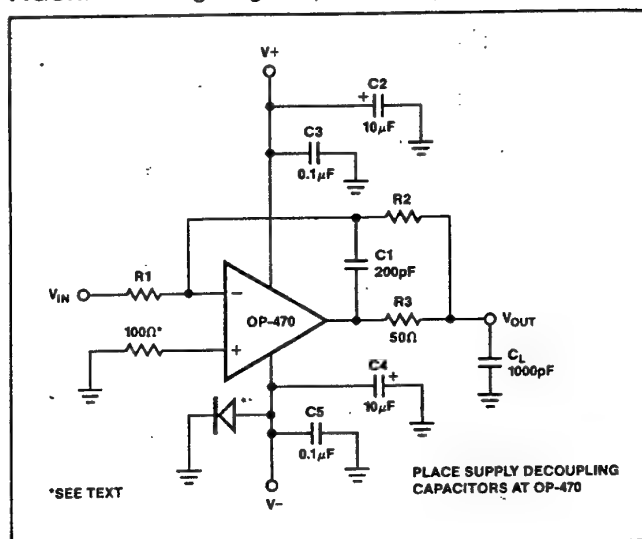 V+
C2
+
10µF
C3
0.1µF
R2
C1
200pF
R1
VIN
−
OP-470
R3
50Ω
VOUT
100Ω*
+
CL
1000pF
C4
+
10µF
*
C5
0.1µF
*SEE TEXT
V−
PLACE SUPPLY DECOUPLING
CAPACITORS AT OP-470